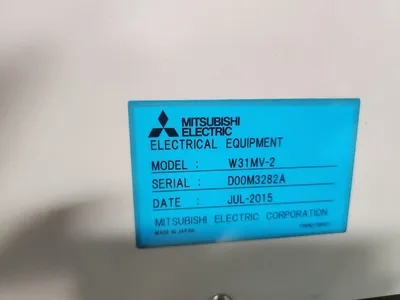 MITSUBISHI
ELECTRIC
ELECTRICAL EQUIPMENT
MODEL : W31MV-2
SERIAL : D00M3282A
DATE : JUL-2015
MITSUBISHI ELECTRIC CORPORATION
MADE IN JAPAN